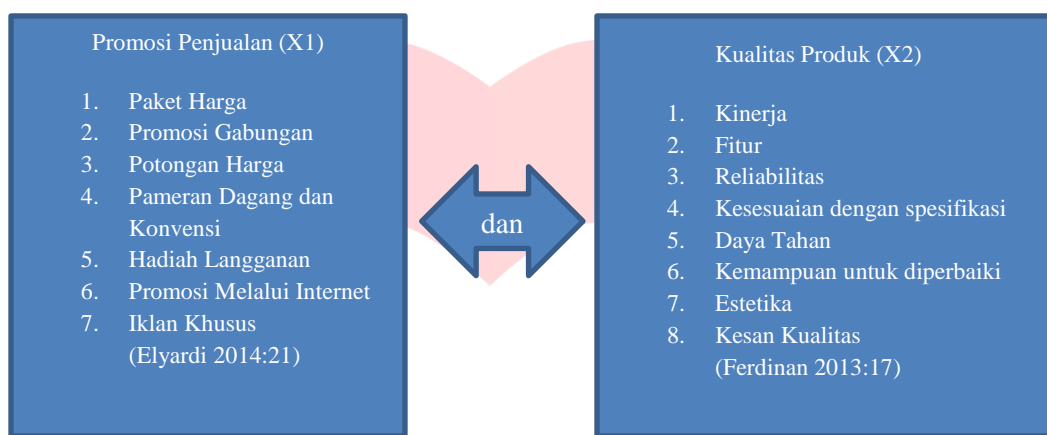 Promosi Penjualan (X1)
1. Paket Harga
2. Promosi Gabungan
3. Potongan Harga
4. Pameran Dagang dan
Konvensi
5. Hadiah Langganan
6. Promosi Melalui Internet
7. Iklan Khusus
(Elyardi 2014:21)
dan
Kualitas Produk (X2)
1. Kinerja
2. Fitur
3. Reliabilitas
4. Kesesuaian dengan spesifikasi
5. Daya Tahan
6. Kemampuan untuk diperbaiki
7. Estetika
8. Kesan Kualitas
(Ferdinan 2013:17)